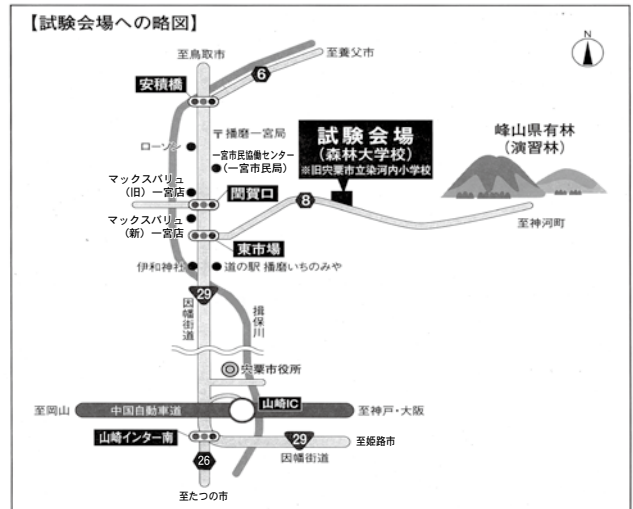 【試験会場への略図】
N
至鳥取市
至養父市
安積橋
6
ローソン
〒播磨一宮局
一宮市民協働センター
（一宮市民局）
試験会場
（森林大学校）
※旧宍粟市立染河内小学校
峰山県有林
（演習林）
マックスバリュ
（旧）一宮店
閏賀口
8
マックスバリュ
（新）一宮店
至神河町
東市場
伊和神社
道の駅 播磨いちのみや
29
因幡街道
揖保川
宍粟市役所
山崎IC
至岡山
中国自動車道
至神戸・大阪
山崎インター南
29
至姫路市
因幡街道
26
至たつの市